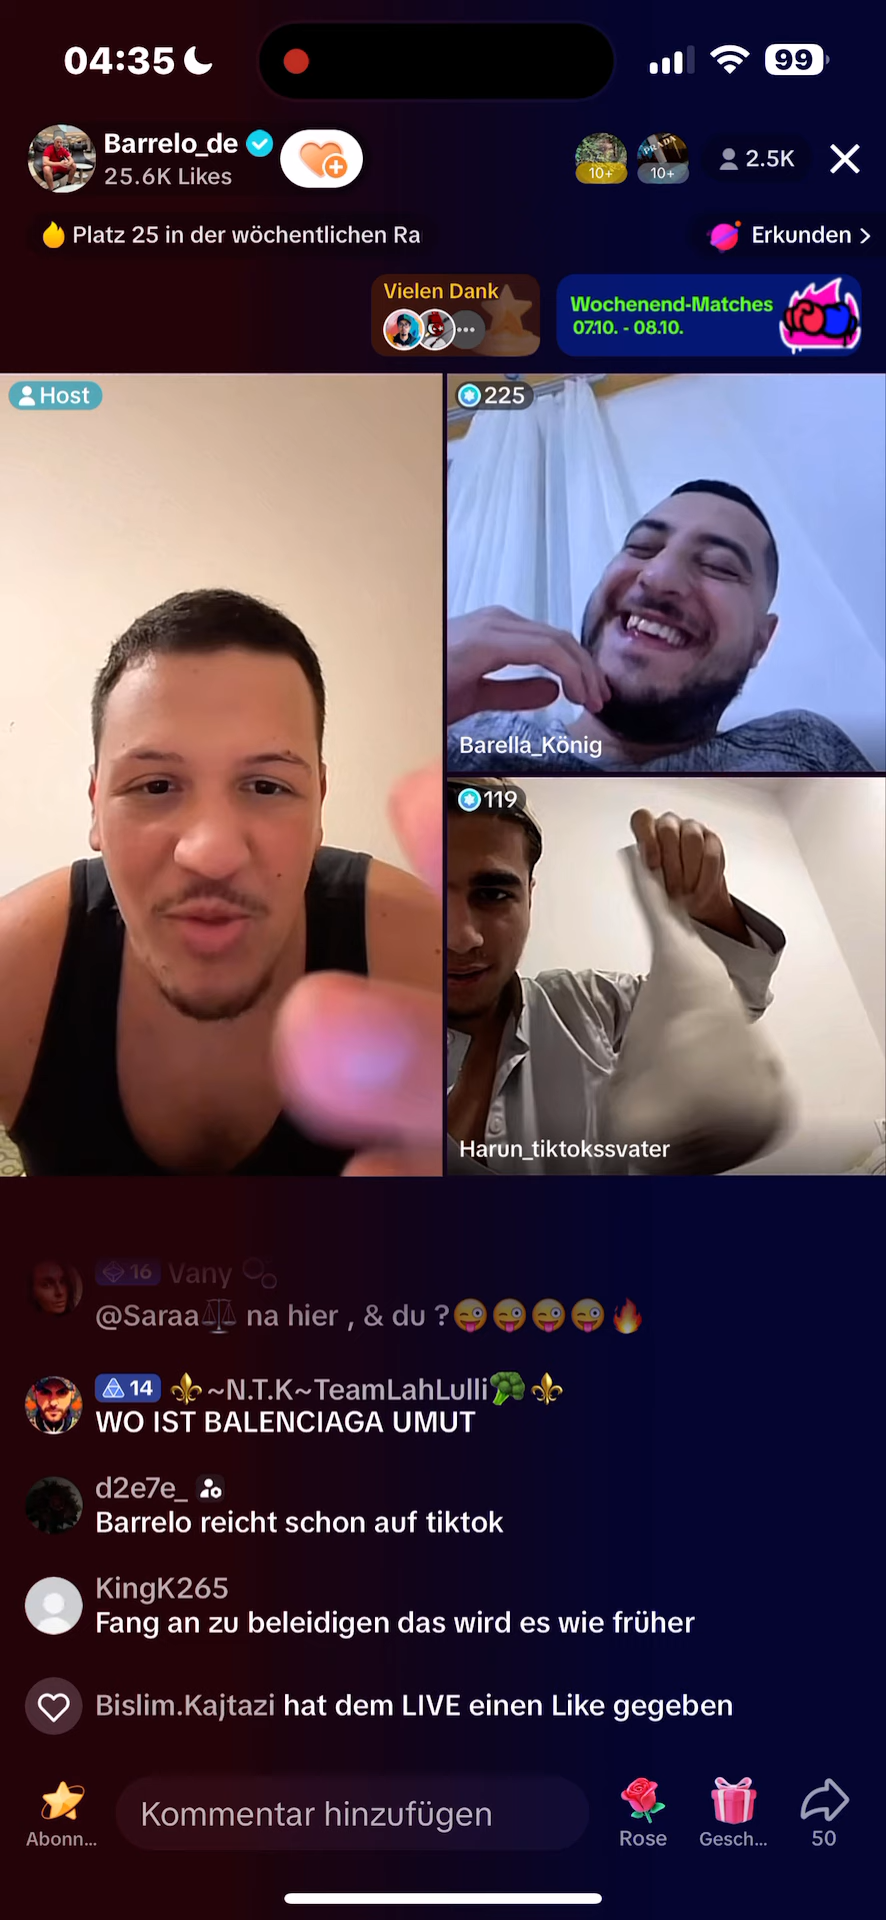 04:35
99
Barrelo_de
25.6K Likes
10+
10+
2.5K
Platz 25 in der wöchentlichen Ra
Erkunden >
Vielen Dank
Wochenend-Matches
07.10. - 08.10.
Host
225
Barella_König
119
Harun_tiktokssvater
PRADA
16 Vany
@Saraa⚖️ na hier , & du ?😜😜😜😜🔥
14 ⚜️~N.T.K~TeamLahLulli🥦⚜️
WO IST BALENCIAGA UMUT
d2e7e_
Barrelo reicht schon auf tiktok
KingK265
Fang an zu beleidigen das wird es wie früher
Bislim.Kajtazi hat dem LIVE einen Like gegeben
Abonn...
Kommentar hinzufügen
Rose
Gesch...
50